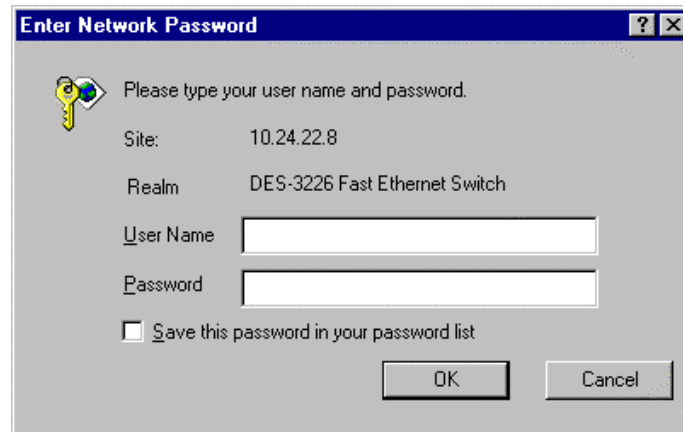 Enter Network Password
Please type your user name and password.
Site: 10.24.22.8
Realm DES-3226 Fast Ethernet Switch
User Name
Password
Save this password in your password list
OK Cancel